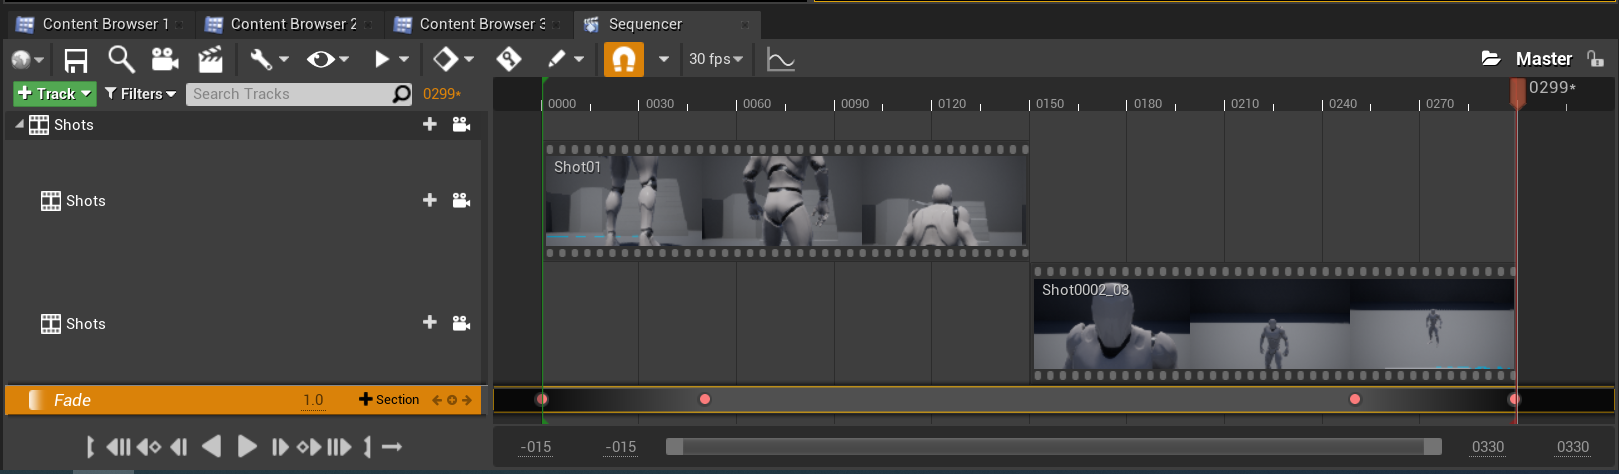 Content Browser 1
Content Browser 2
Content Browser 3
Sequencer
30 fps
Master
Track
Filters
Search Tracks
0299*
0000 0030 0060 0090 0120 0150 0180 0210 0240 0270
0299*
Shots
Shots
Shot01
Shots
Shot0002_03
Fade
1.0
Section
-015
-015
0330
0330